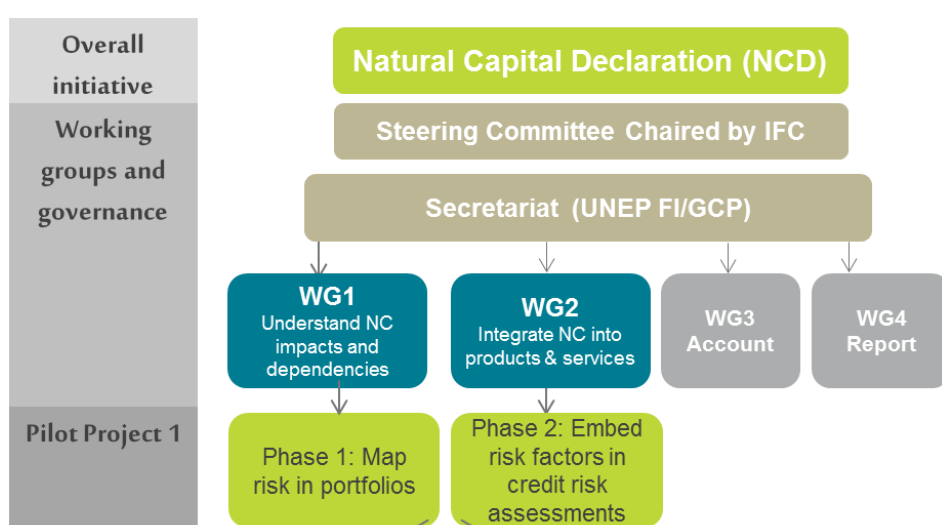 Overall
initiative
Natural Capital Declaration (NCD)
Working
groups and
governance
Steering Committee Chaired by IFC
Secretariat (UNEP FI/GCP)
WG1
Understand NC
impacts and
dependencies
WG2
Integrate NC into
products & services
WG3
Account
WG4
Report
Pilot Project 1
Phase 1: Map
risk in portfolios
Phase 2: Embed
risk factors in
credit risk
assessments